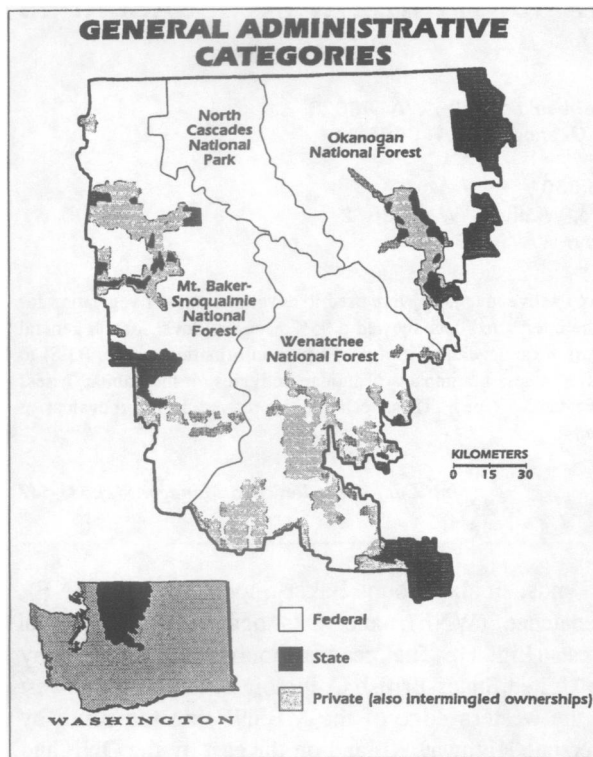 GENERAL ADMINISTRATIVE
CATEGORIES
North
Cascades
National
Park
Okanogan
National Forest
Mt. Baker-
Snoqualmie
National
Forest
Wenatchee
National Forest
KILOMETERS
0 15 30
Federal
State
Private (also intermingled ownerships)
WASHINGTON